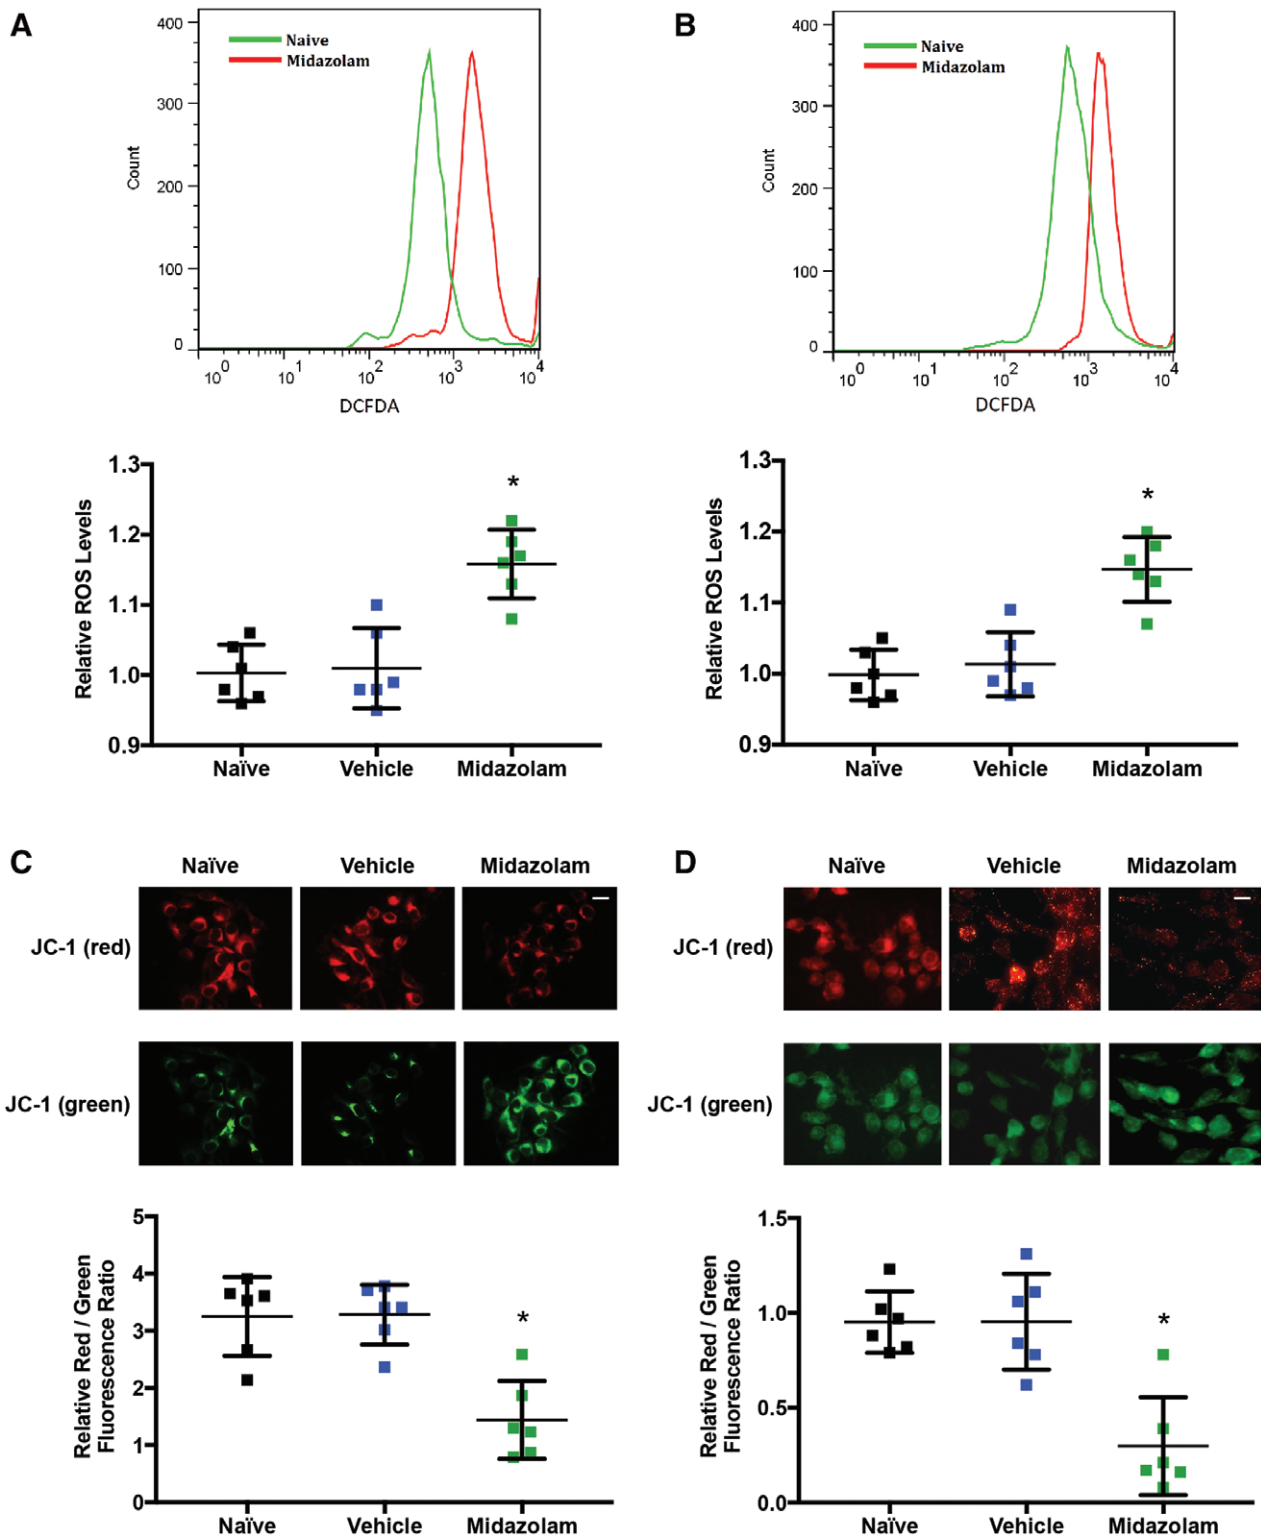 A
400
300
200
100
0
Count
Naive
Midazolam
10^0 10^1 10^2 10^3 10^4
DCFDA
B
400
300
200
100
0
Count
Naive
Midazolam
10^0 10^1 10^2 10^3 10^4
DCFDA
1.3
1.2
1.1
1.0
0.9
Relative ROS Levels
*
Naïve Vehicle Midazolam
1.3
1.2
1.1
1.0
0.9
Relative ROS Levels
*
Naïve Vehicle Midazolam
C
Naïve Vehicle Midazolam
JC-1 (red)
JC-1 (green)
D
Naïve Vehicle Midazolam
JC-1 (red)
JC-1 (green)
5
4
3
2
1
0
Relative Red / Green
Fluorescence Ratio
*
Naïve Vehicle Midazolam
1.5
1.0
0.5
0.0
Relative Red / Green
Fluorescence Ratio
*
Naïve Vehicle Midazolam